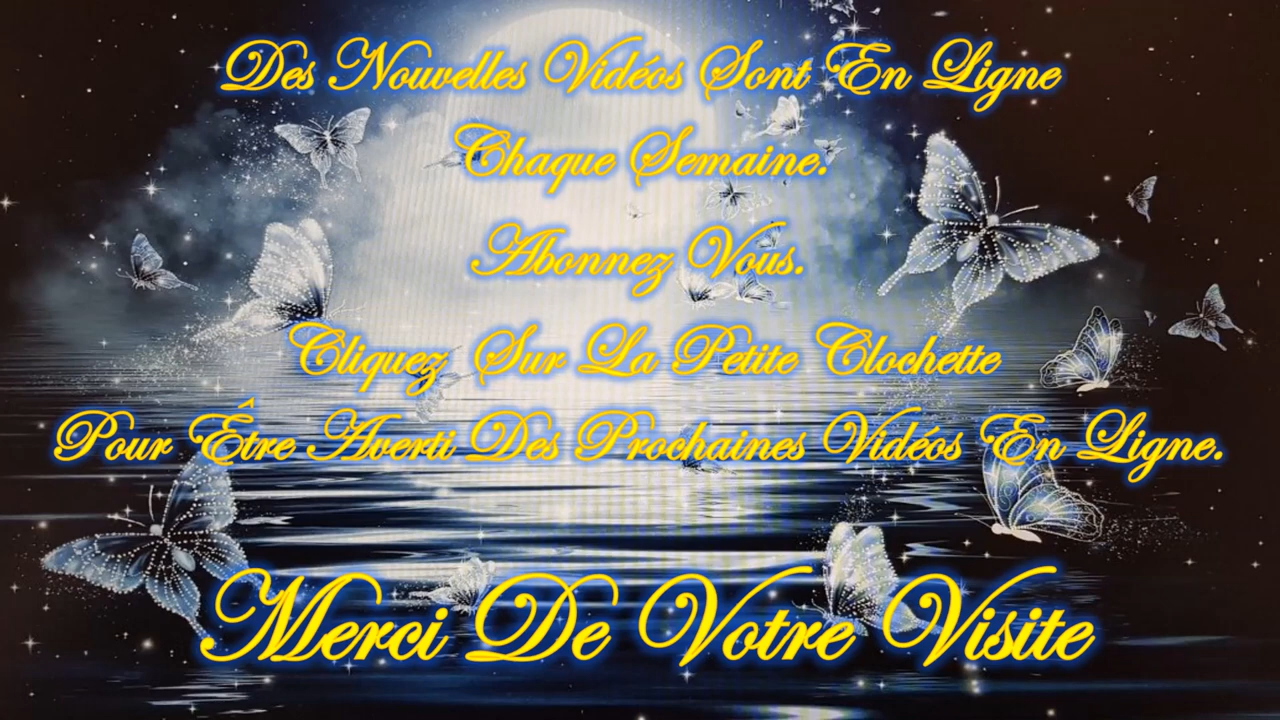 Des Nouvelles Vidéos Sont En Ligne
Chaque Semaine.
Abonnez Vous.
Cliquez Sur La Petite Clochette
Pour Être Averti Des Prochaines Vidéos En Ligne.
Merci De Votre Visite